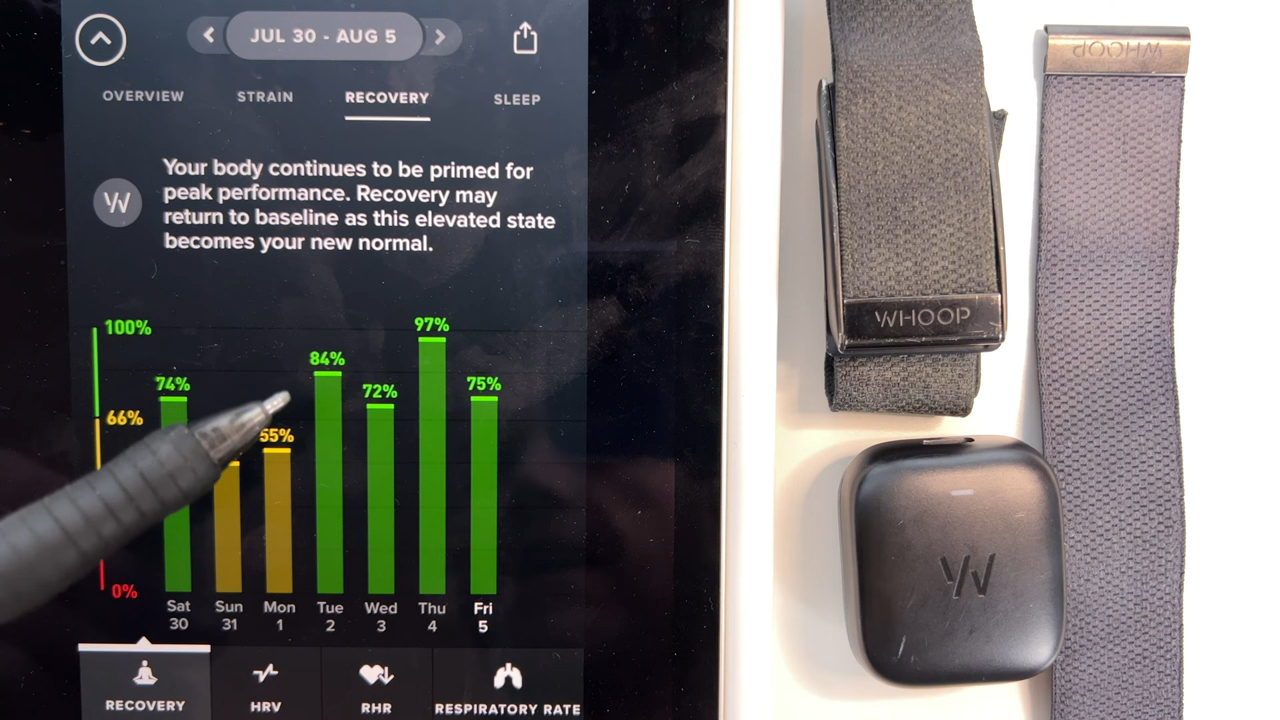 JUL 30 - AUG 5
OVERVIEW
STRAIN
RECOVERY
SLEEP
Your body continues to be primed for
peak performance. Recovery may
return to baseline as this elevated state
becomes your new normal.
100%
66%
0%
74%
55%
84%
72%
97%
75%
Sat
30
Sun
31
Mon
1
Tue
2
Wed
3
Thu
4
Fri
5
RECOVERY
HRV
RHR
RESPIRATORY RATE
WHOOP
WHOOP
W
W